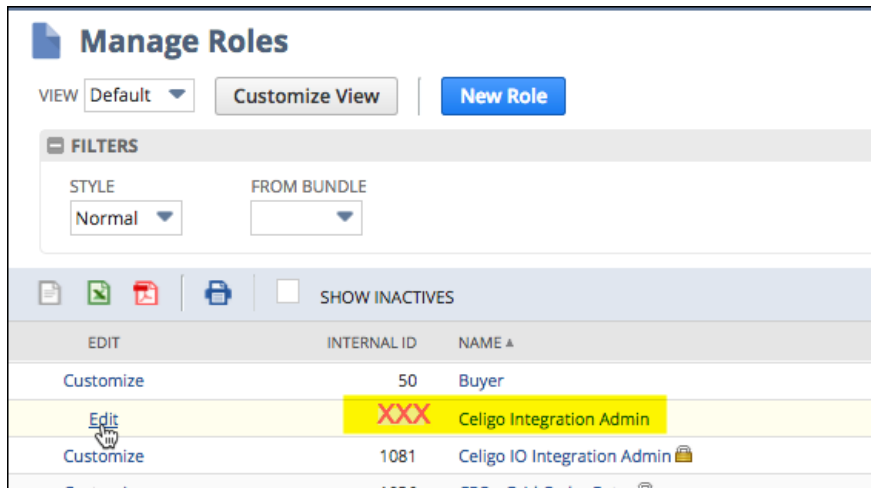 Manage Roles
VIEW Default Customize View New Role
FILTERS
STYLE FROM BUNDLE
Normal
SHOW INACTIVES
EDIT INTERNAL ID NAME
Customize 50 Buyer
Edit XXX Celigo Integration Admin
Customize 1081 Celigo IO Integration Admin